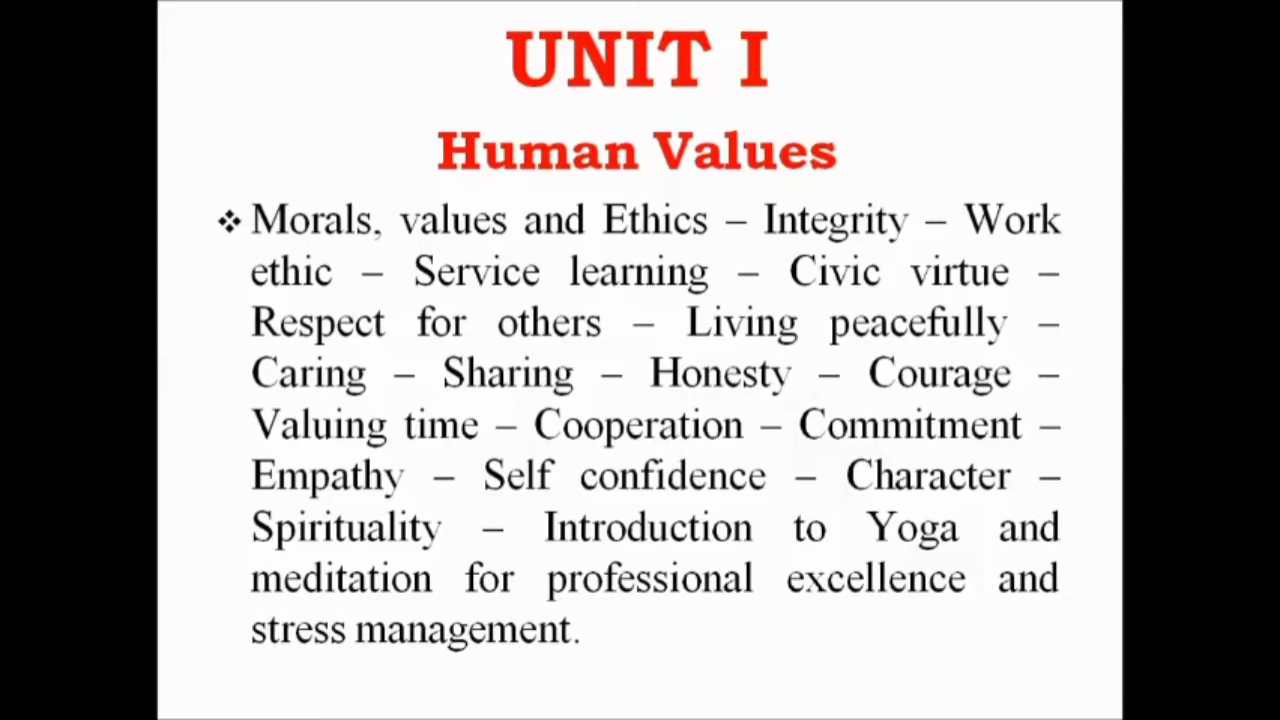 UNIT I
Human Values
❖ Morals, values and Ethics – Integrity – Work
ethic – Service learning – Civic virtue –
Respect for others – Living peacefully –
Caring – Sharing – Honesty – Courage –
Valuing time – Cooperation – Commitment –
Empathy – Self confidence – Character –
Spirituality – Introduction to Yoga and
meditation for professional excellence and
stress management.